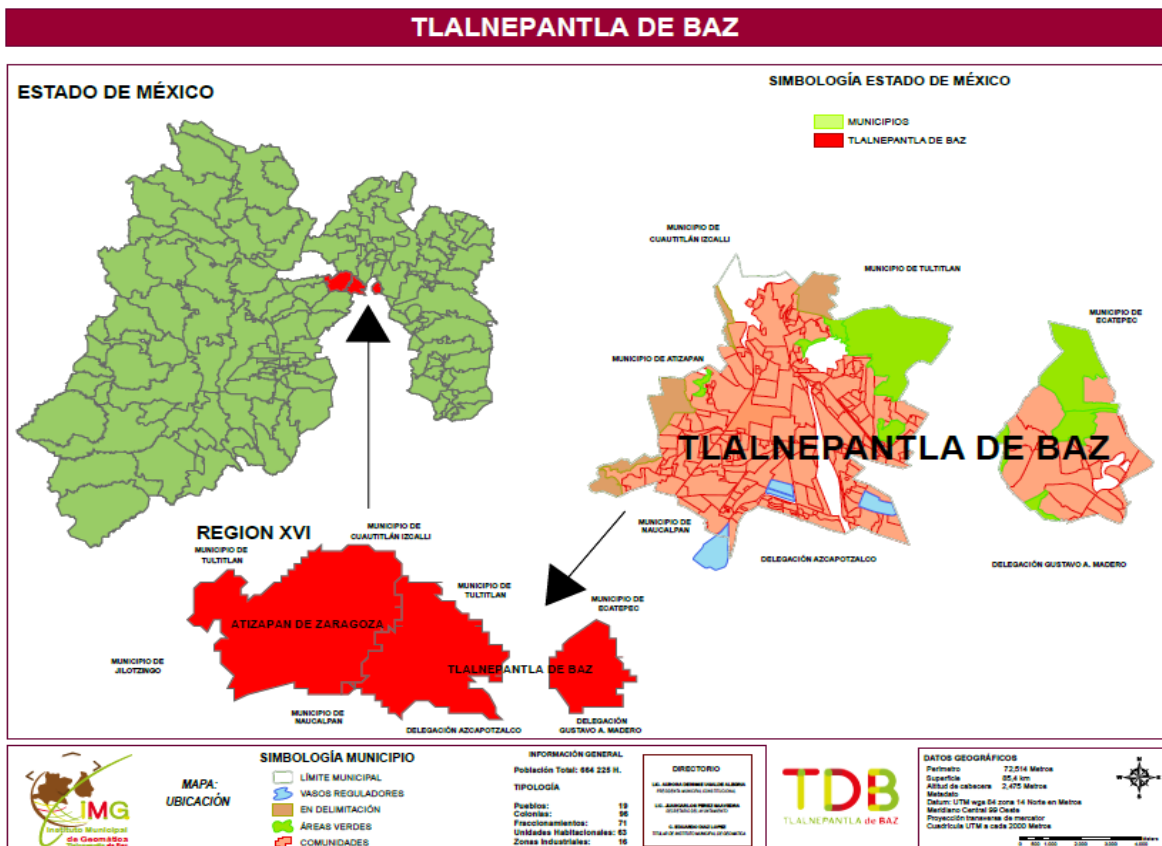 TLALNEPANTLA DE BAZ
ESTADO DE MÉXICO
SIMBOLOGÍA ESTADO DE MÉXICO
MUNICIPIOS
TLALNEPANTLA DE BAZ
MUNICIPIO DE
CUAUTITLÁN IZCALLI
MUNICIPIO DE TULTITLAN
MUNICIPIO DE
ECATEPEC
MUNICIPIO DE ATIZAPAN
TLALNEPANTLA DE BAZ
MUNICIPIO DE
NAUCALPAN
DELEGACIÓN AZCAPOTZALCO
DELEGACIÓN GUSTAVO A. MADERO
REGION XVI
MUNICIPIO DE
CUAUTITLÁN IZCALLI
MUNICIPIO DE
TULTITLAN
MUNICIPIO DE
TULTITLAN
MUNICIPIO DE
ECATEPEC
ATIZAPAN DE ZARAGOZA
TLALNEPANTLA DE BAZ
MUNICIPIO DE
JILOTZINGO
MUNICIPIO DE
NAUCALPAN
DELEGACIÓN AZCAPOTZALCO
DELEGACIÓN
GUSTAVO A. MADERO
iMG
Instituto Municipal
de Geomática
MAPA:
UBICACIÓN
SIMBOLOGÍA MUNICIPIO
LÍMITE MUNICIPAL
VASOS REGULADORES
EN DELIMITACIÓN
ÁREAS VERDES
COMUNIDADES
INFORMACIÓN GENERAL
Población Total: 664 225 H.
TIPOLOGÍA
Pueblos: 19
Colonias: 96
Fraccionamientos: 71
Unidades Habitacionales: 63
Zonas Industriales: 16
DIRECTORIO
TDB
TLALNEPANTLA de BAZ
DATOS GEOGRÁFICOS
Perímetro 72,514 Metros
Superficie 85,4 km
Altitud de cabecera 2,475 Metros
Metadato
Datum: UTM wgs 84 zona 14 Norte en Metros
Meridiano Central 99 Oeste
Proyección transversa de mercator
Cuadrícula UTM a cada 2000 Metros